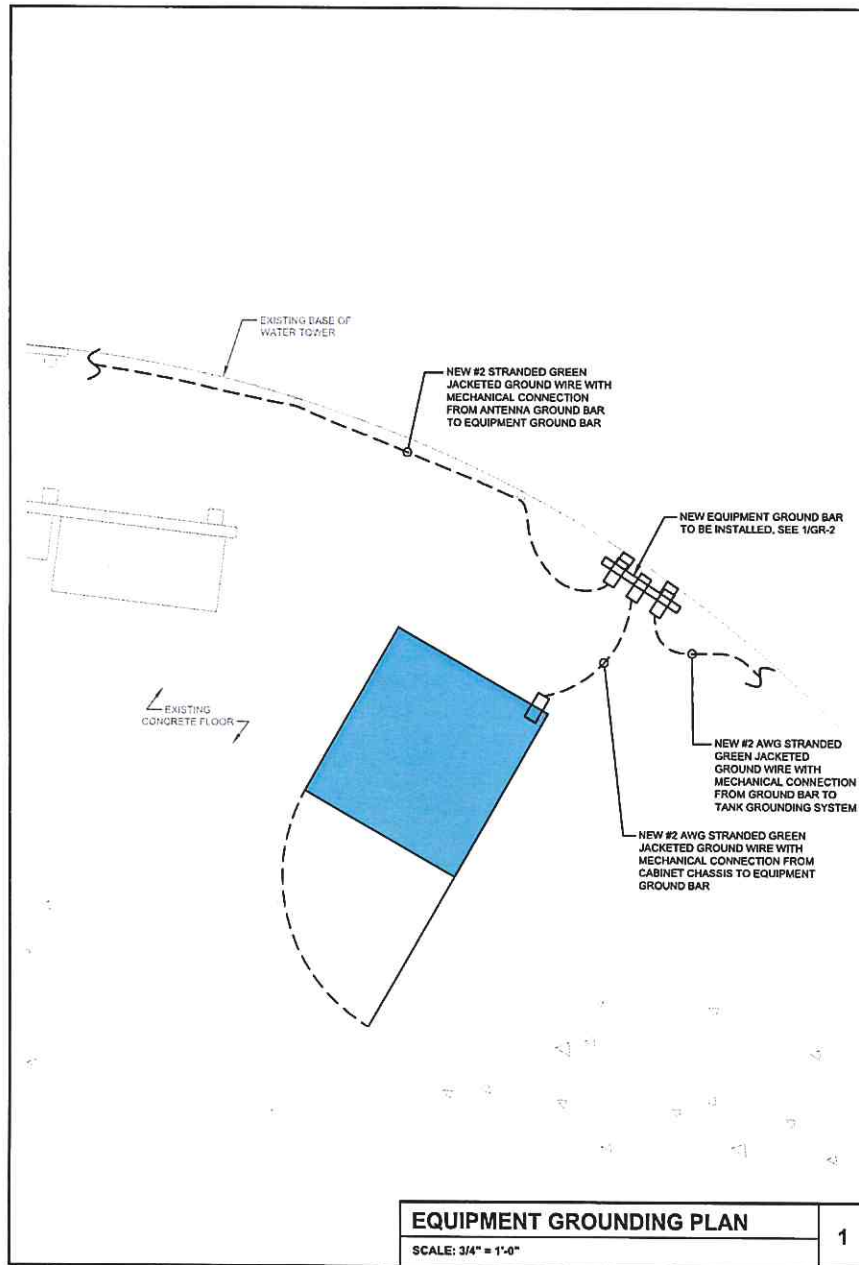 EXISTING BASE OF
WATER TOWER
NEW #2 STRANDED GREEN
JACKETED GROUND WIRE WITH
MECHANICAL CONNECTION
FROM ANTENNA GROUND BAR
TO EQUIPMENT GROUND BAR
NEW EQUIPMENT GROUND BAR
TO BE INSTALLED, SEE 1/GR-2
EXISTING
CONCRETE FLOOR
NEW #2 AWG STRANDED
GREEN JACKETED
GROUND WIRE WITH
MECHANICAL CONNECTION
FROM GROUND BAR TO
TANK GROUNDING SYSTEM
NEW #2 AWG STRANDED GREEN
JACKETED GROUND WIRE WITH
MECHANICAL CONNECTION FROM
CABINET CHASSIS TO EQUIPMENT
GROUND BAR
EQUIPMENT GROUNDING PLAN
SCALE: 3/4" = 1'-0"
1